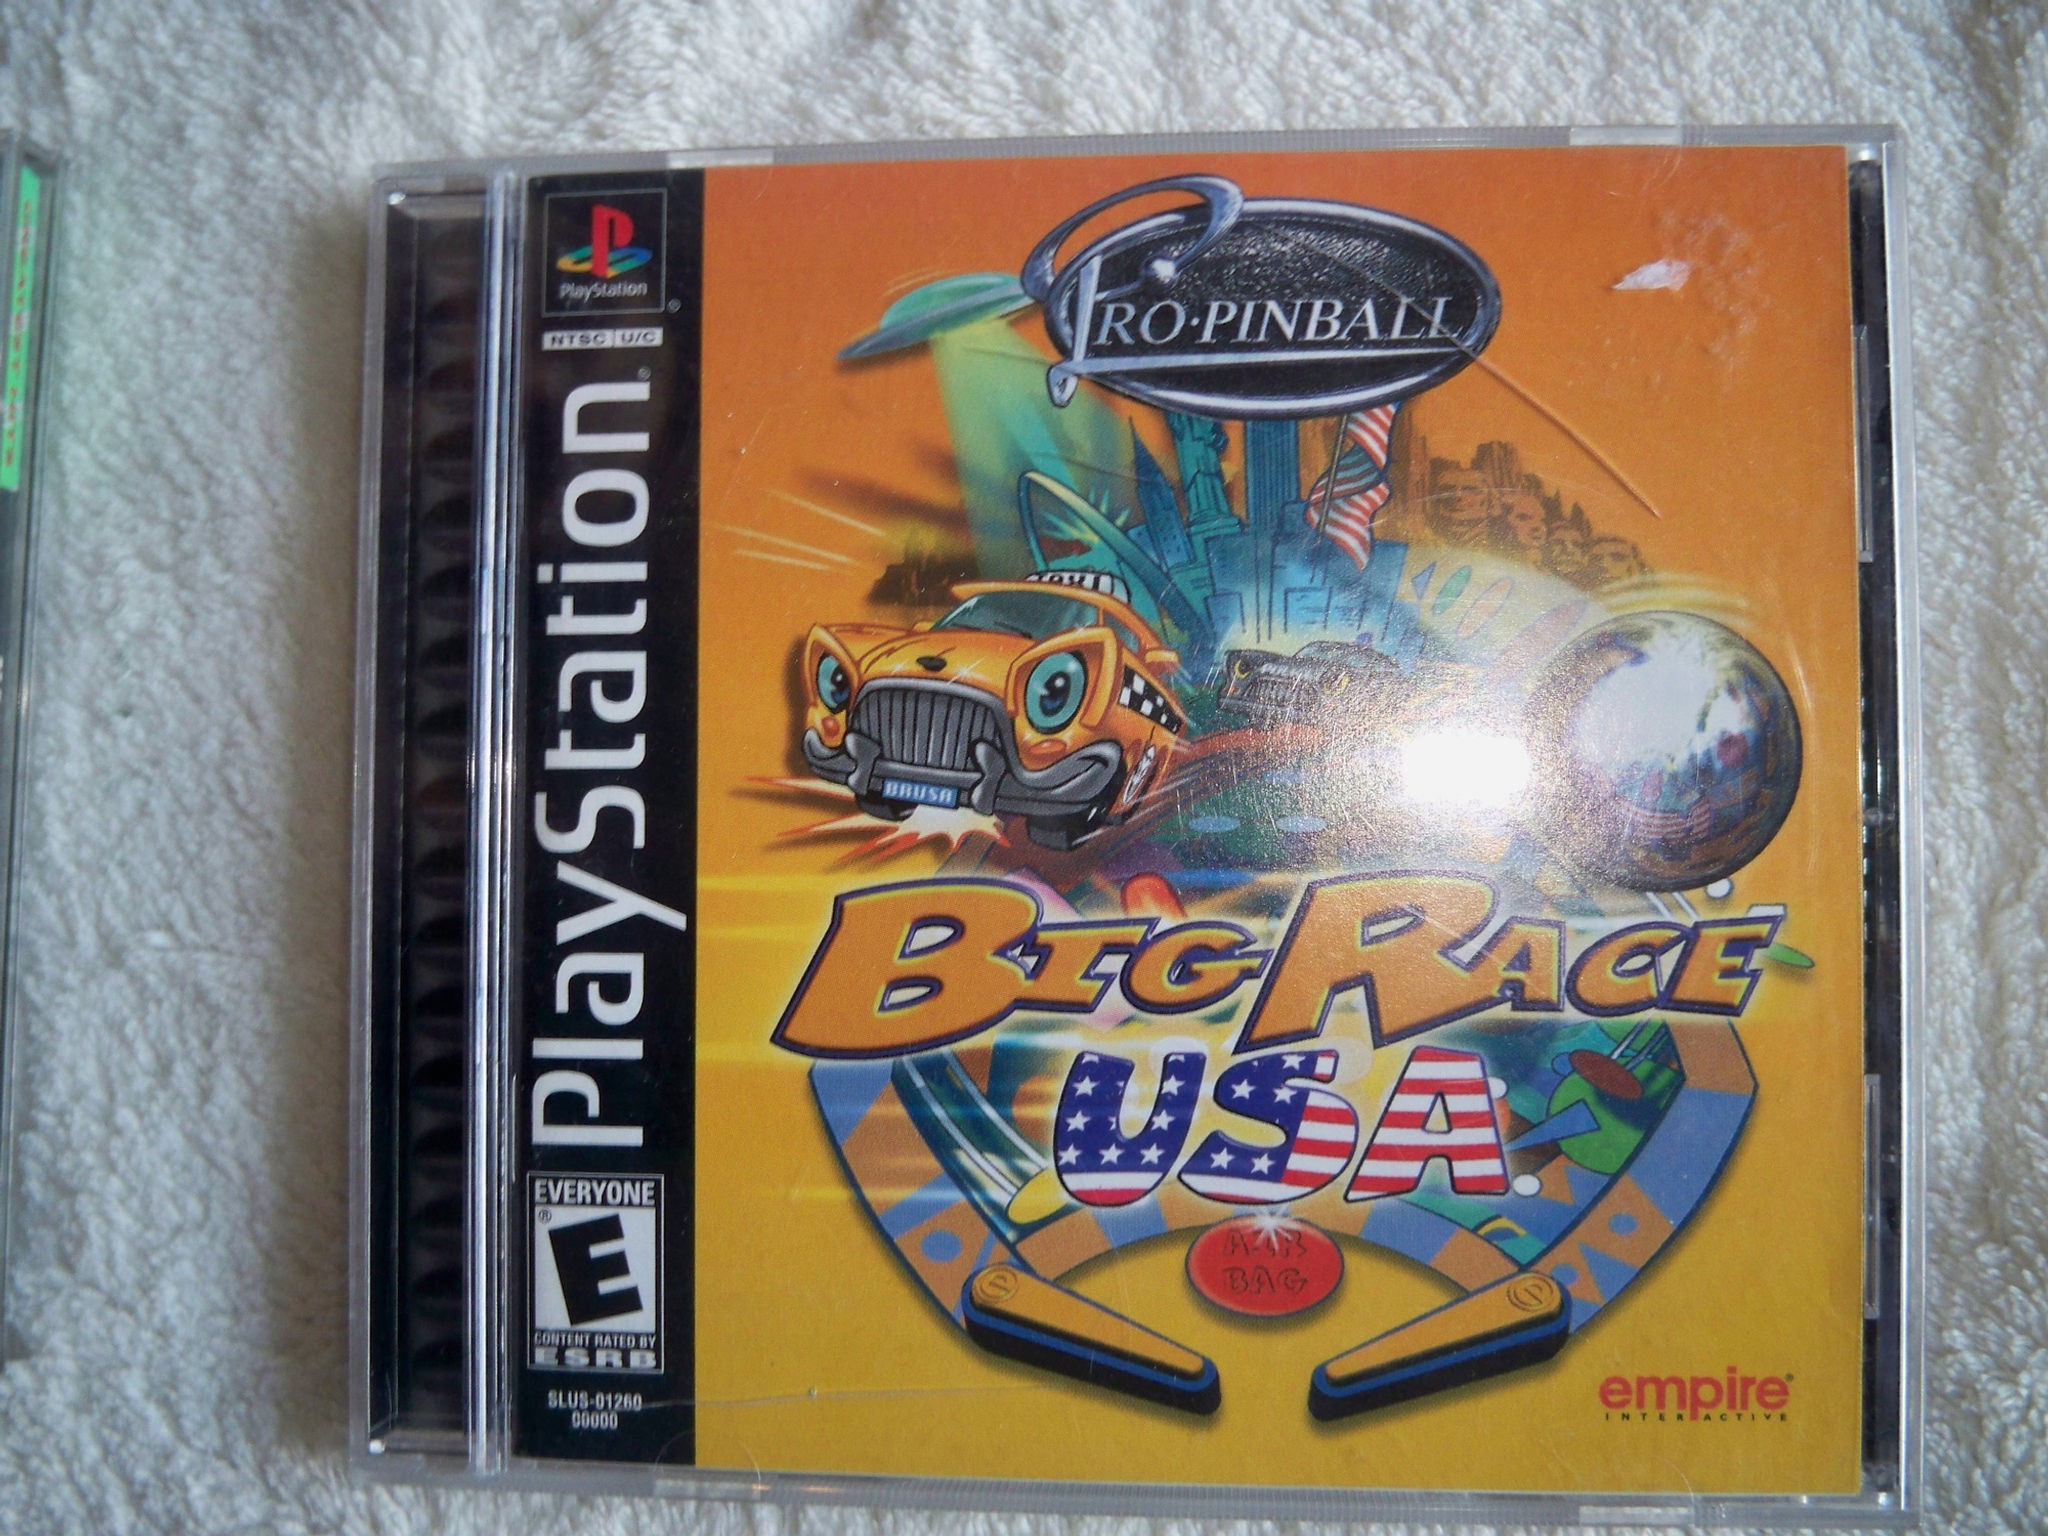 PlayStation
NTSC U/C
PlayStation
EVERYONE
E
CONTENT RATED BY
ESRB
SLUS-01260
00000
PRO·PINBALL
TAXI
BRUSA
BIG RACE
USA
AIR
BAG
empire
INTERACTIVE